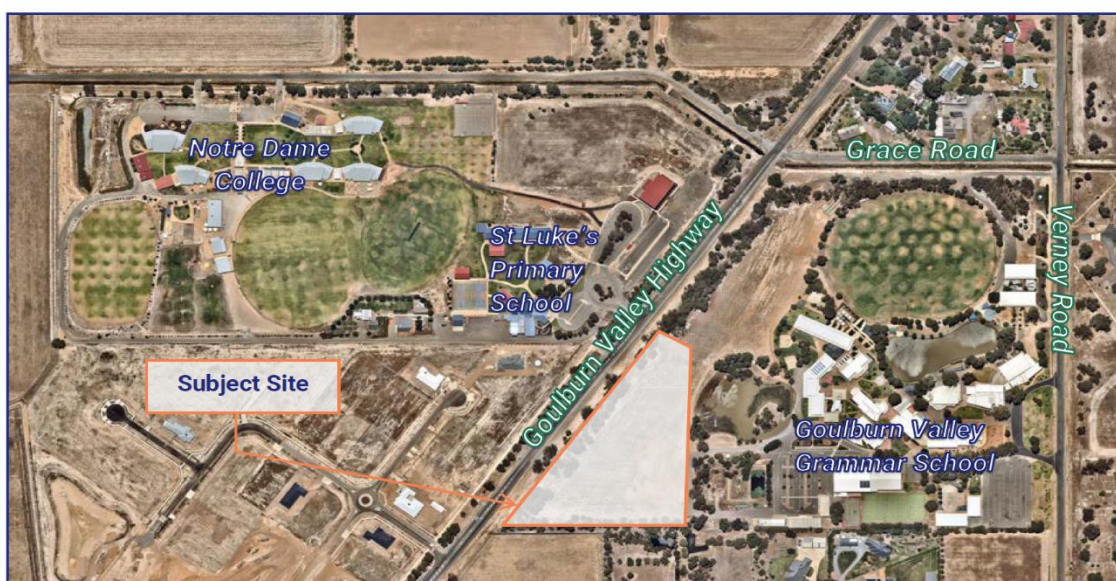 Notre Dame
College
Grace Road
St Luke's
Primary
School
Goulburn Valley Highway
Verney Road
Subject Site
Goulburn Valley
Grammar School